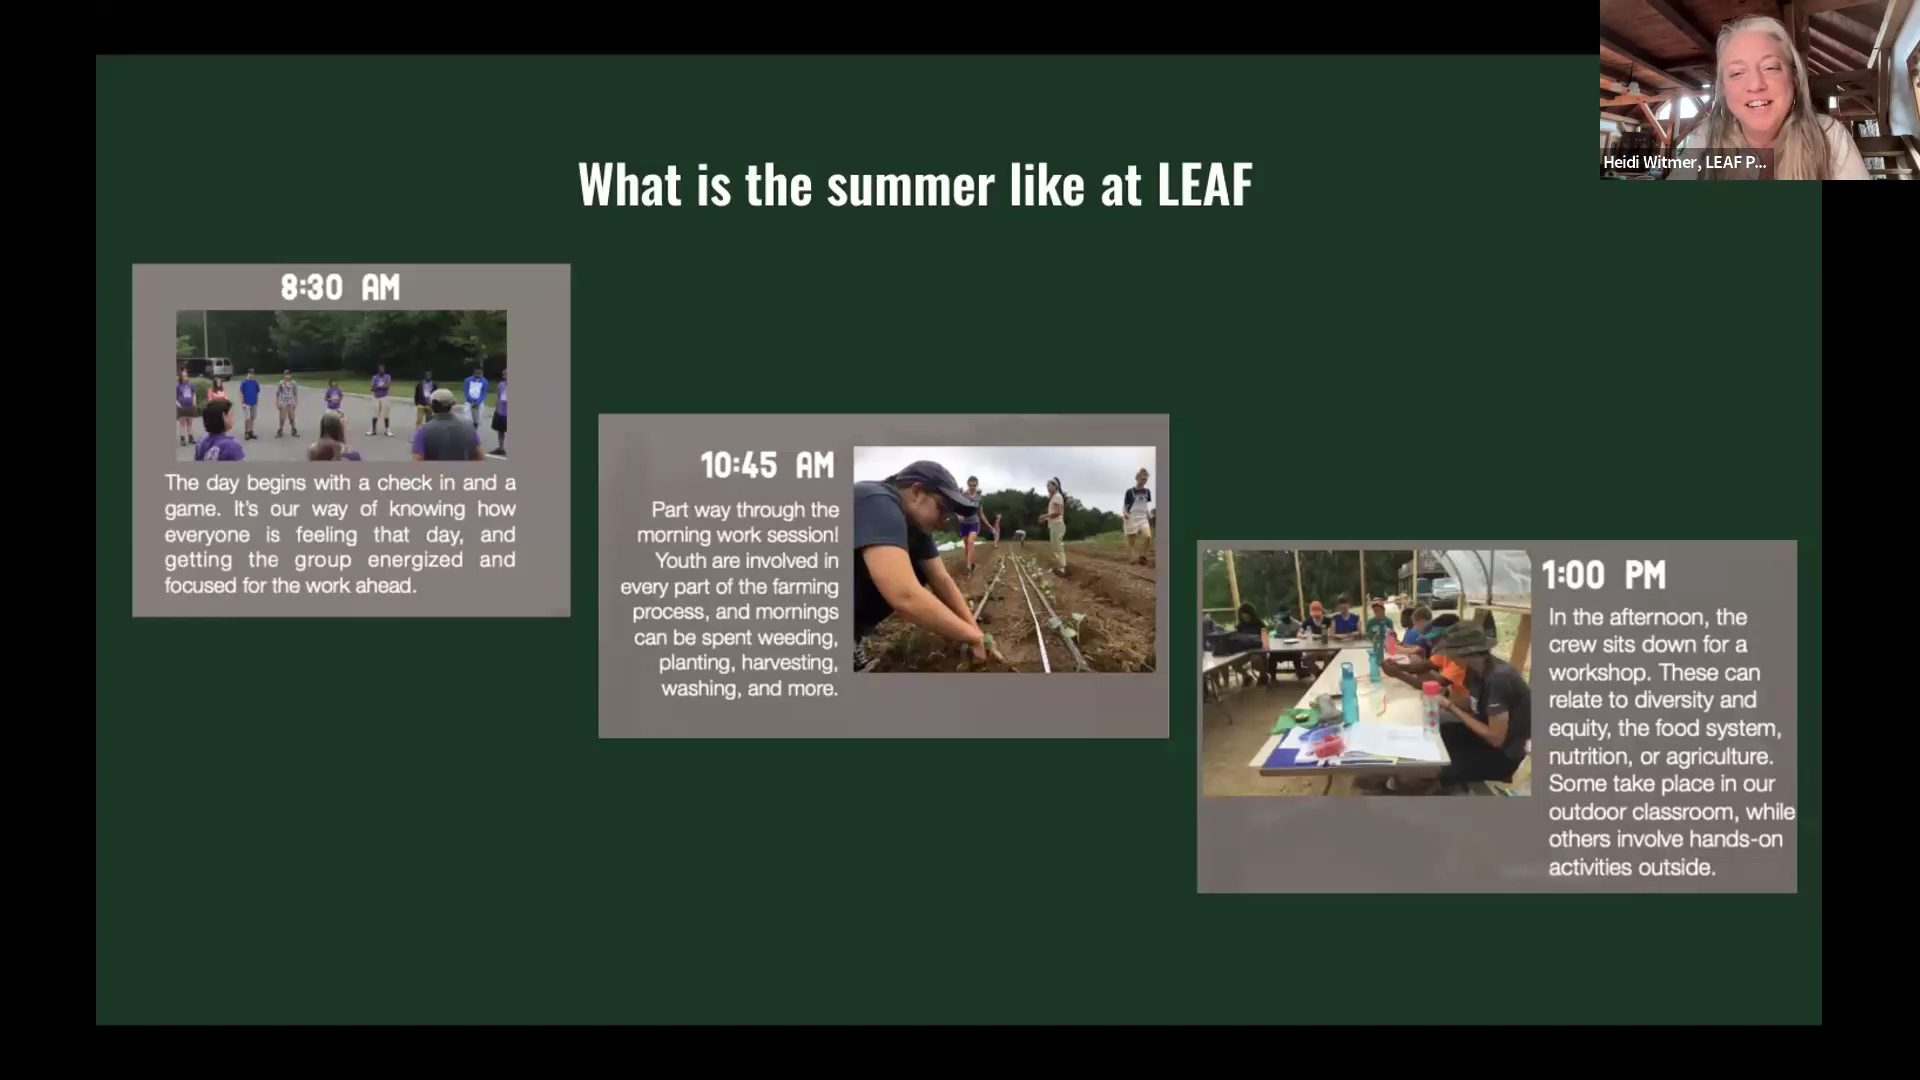 Heidi Witmer, LEAF P...
What is the summer like at LEAF
8:30 AM
The day begins with a check in and a
game. It's our way of knowing how
everyone is feeling that day, and
getting the group energized and
focused for the work ahead.
10:45 AM
Part way through the
morning work session!
Youth are involved in
every part of the farming
process, and mornings
can be spent weeding,
planting, harvesting,
washing, and more.
1:00 PM
In the afternoon, the
crew sits down for a
workshop. These can
relate to diversity and
equity, the food system,
nutrition, or agriculture.
Some take place in our
outdoor classroom, while
others involve hands-on
activities outside.